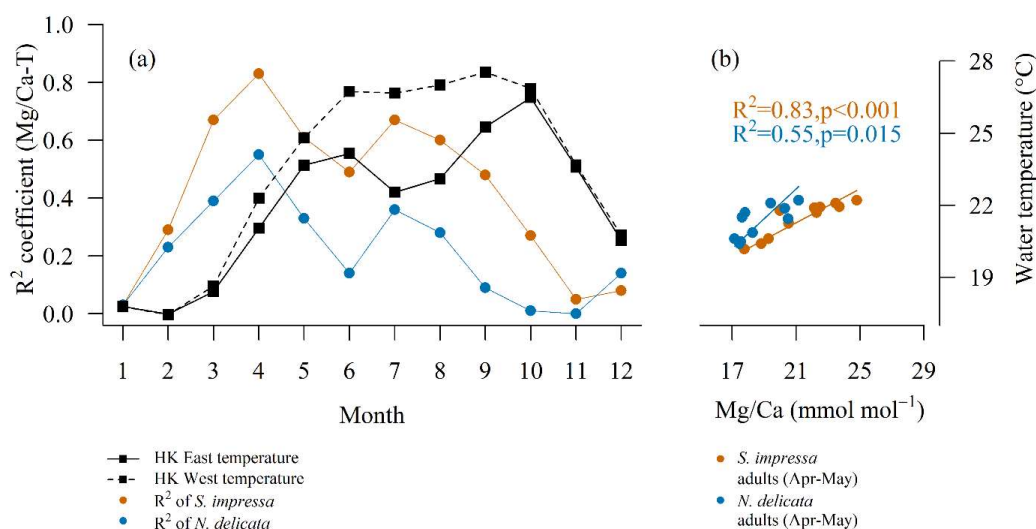 (a)
R² coefficient (Mg/Ca-T)
1.0
0.8
0.6
0.4
0.2
0.0
1 2 3 4 5 6 7 8 9 10 11 12
Month
HK East temperature
HK West temperature
R² of S. impressa
R² of N. delicata
(b)
R²=0.83,p<0.001
R²=0.55,p=0.015
28
25
22
19
Water temperature (°C)
17 21 25 29
Mg/Ca (mmol mol⁻¹)
S. impressa
adults (Apr-May)
N. delicata
adults (Apr-May)